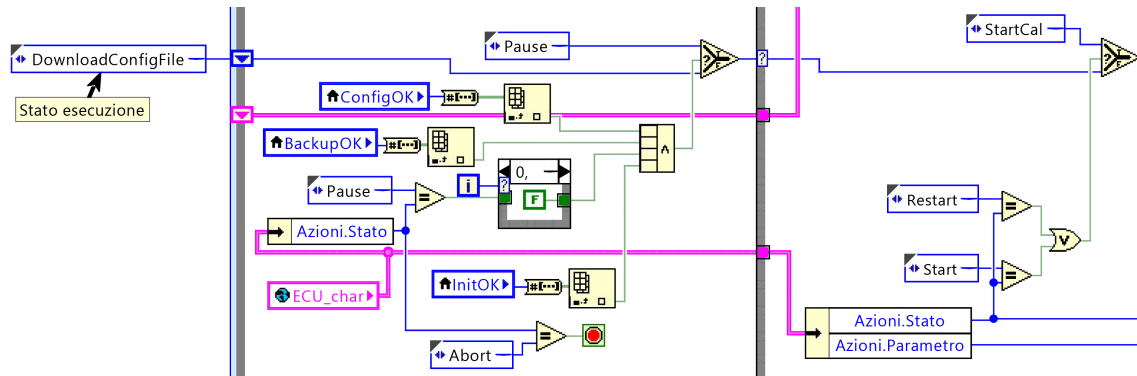 DownloadConfigFile
Stato esecuzione
Pause
?
ConfigOK
#[...]
BackupOK
#[...]
Pause
=
i
0,
?
F
Azioni.Stato
ECU_char
InitOK
#[...]
Abort
=
T
?
F
∧
?
StartCal
T
?
F
Restart
=
V
Start
=
Azioni.Stato
Azioni.Parametro